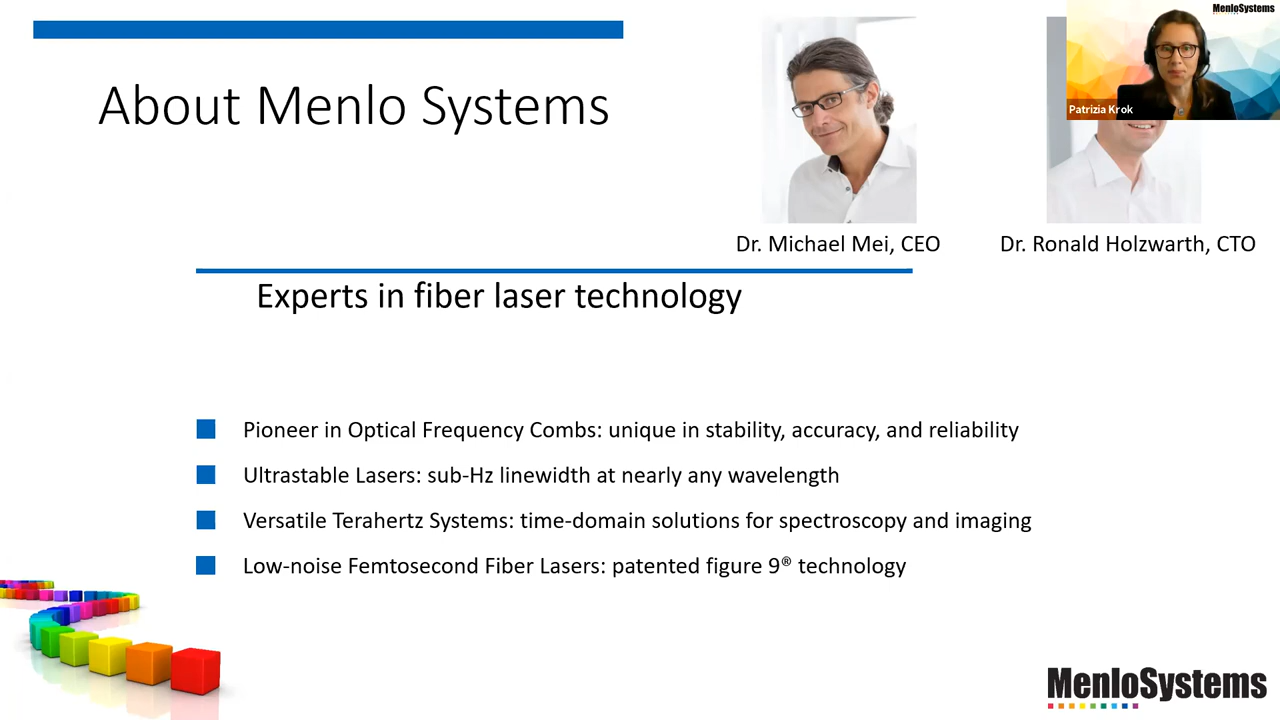 MenloSystems
Patrizia Krok
About Menlo Systems
Dr. Michael Mei, CEO
Dr. Ronald Holzwarth, CTO
Experts in fiber laser technology
Pioneer in Optical Frequency Combs: unique in stability, accuracy, and reliability
Ultrastable Lasers: sub-Hz linewidth at nearly any wavelength
Versatile Terahertz Systems: time-domain solutions for spectroscopy and imaging
Low-noise Femtosecond Fiber Lasers: patented figure 9® technology
MenloSystems